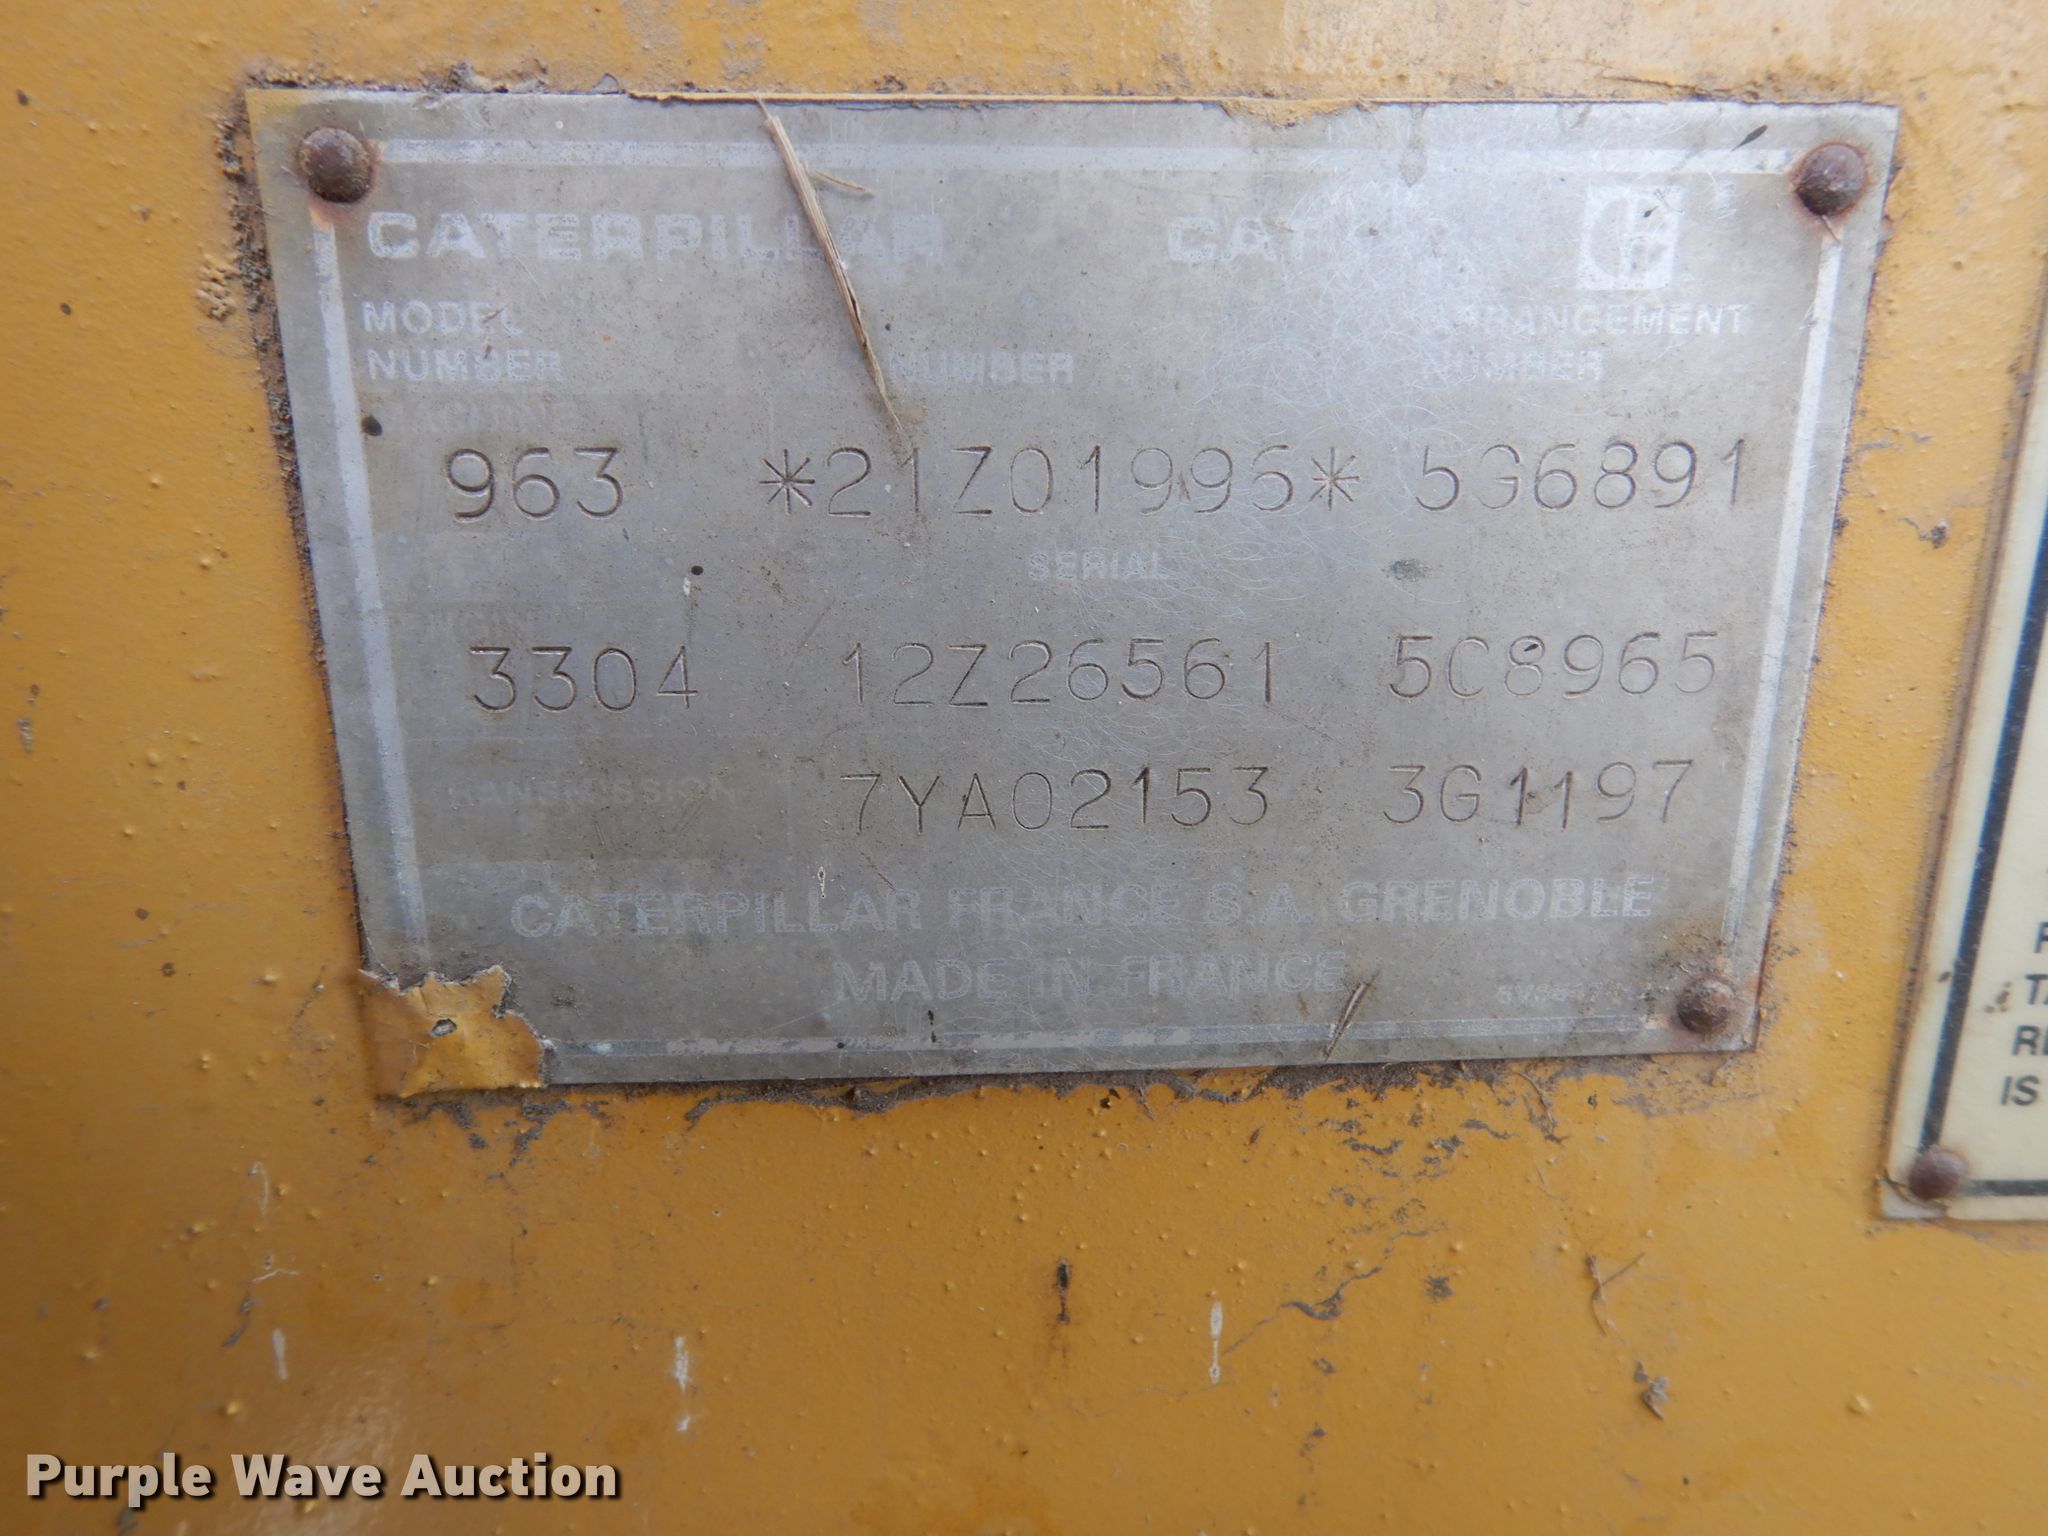 CATERPILLAR CAT
MODEL NUMBER NUMBER ARRANGEMENT NUMBER
963 *21Z01996* 5G6891
SERIAL
3304 12Z26561 5C8965
TRANSMISSION 7YA02153 3G1197
CATERPILLAR FRANCE S.A. GRENOBLE
MADE IN FRANCE
IS
Purple Wave Auction